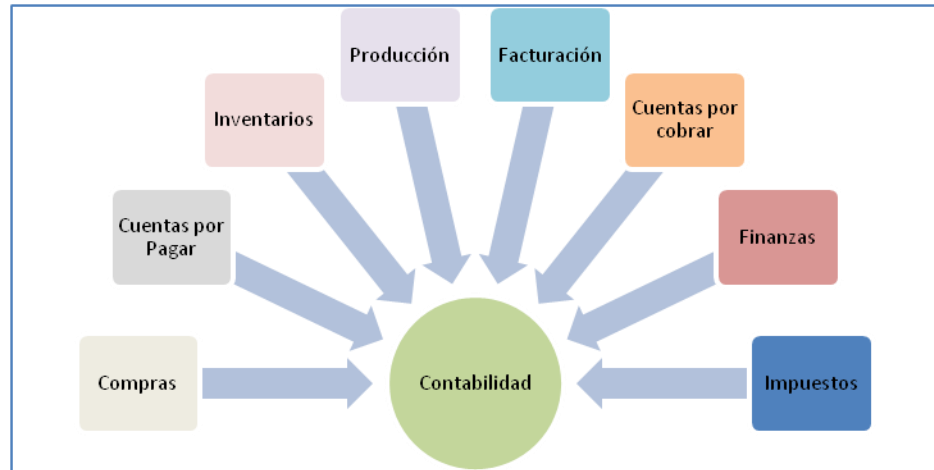 Producción
Facturación
Inventarios
Cuentas por
cobrar
Cuentas por
Pagar
Finanzas
Compras
Contabilidad
Impuestos